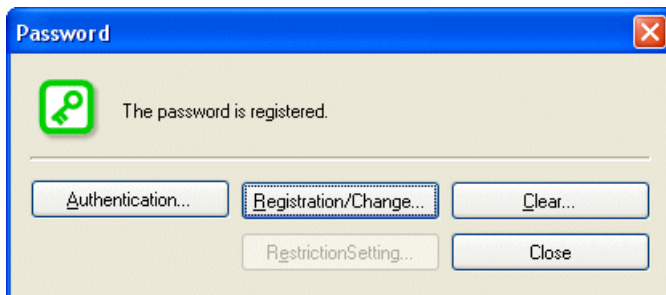 Password
The password is registered.
Authentication... Registration/Change... Clear...
RestrictionSetting... Close